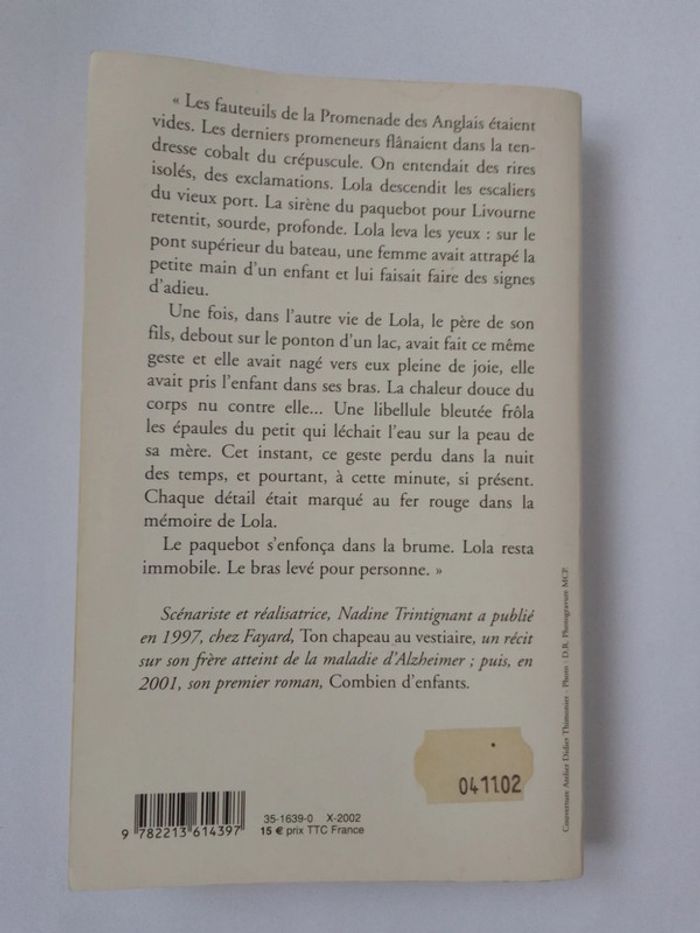 « Les fauteuils de la Promenade des Anglais étaient
vides. Les derniers promeneurs flânaient dans la ten-
dresse cobalt du crépuscule. On entendait des rires
isolés, des exclamations. Lola descendit les escaliers
du vieux port. La sirène du paquebot pour Livourne
retentit, sourde, profonde. Lola leva les yeux : sur le
pont supérieur du bateau, une femme avait attrapé la
petite main d'un enfant et lui faisait faire des signes
d'adieu.
Une fois, dans l'autre vie de Lola, le père de son
fils, debout sur le ponton d'un lac, avait fait ce même
geste et elle avait nagé vers eux pleine de joie, elle
avait pris l'enfant dans ses bras. La chaleur douce du
corps nu contre elle... Une libellule bleutée frôla
les épaules du petit qui léchait l'eau sur la peau de
sa mère. Cet instant, ce geste perdu dans la nuit
des temps, et pourtant, à cette minute, si présent.
Chaque détail était marqué au fer rouge dans la
mémoire de Lola.
Le paquebot s'enfonça dans la brume. Lola resta
immobile. Le bras levé pour personne. »
Scénariste et réalisatrice, Nadine Trintignant a publié
en 1997, chez Fayard, Ton chapeau au vestiaire, un récit
sur son frère atteint de la maladie d'Alzheimer ; puis, en
2001, son premier roman, Combien d'enfants.
041102
35-1639-0 X-2002
15 € prix TTC France
9 782213 614397
Couverture Atelier Didier Thimonier - Photo : D.R. Photogravure MCP.